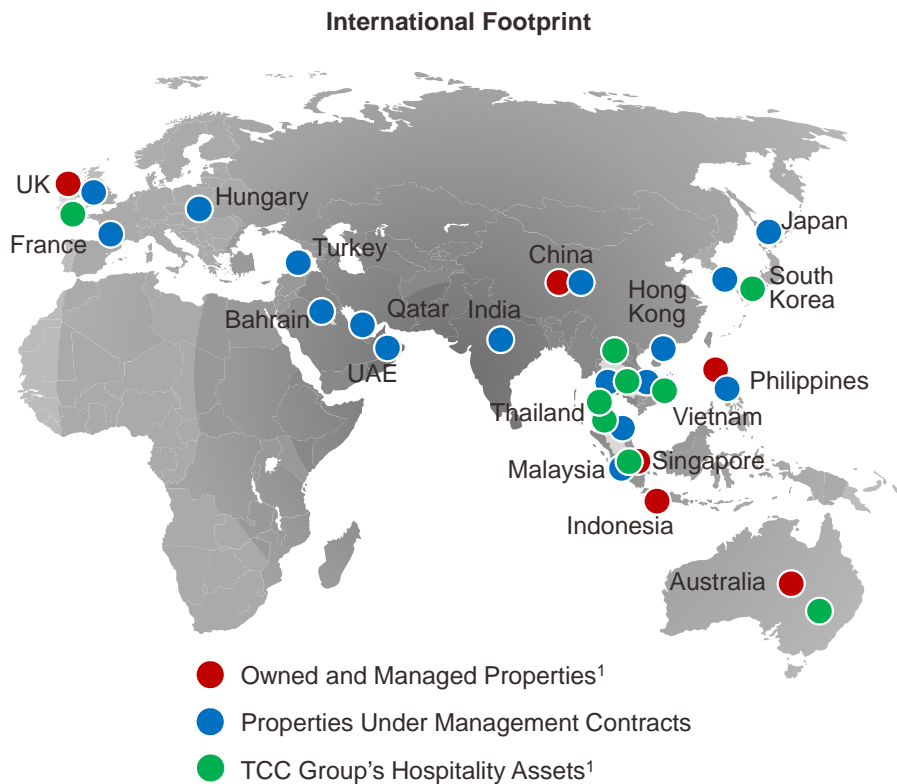 International Footprint
UK
Hungary
France
Turkey
Japan
China
South
Korea
Hong
Kong
Bahrain
Qatar
India
UAE
Philippines
Thailand
Vietnam
Malaysia
Singapore
Indonesia
Australia
Owned and Managed Properties¹
Properties Under Management Contracts
TCC Group's Hospitality Assets¹